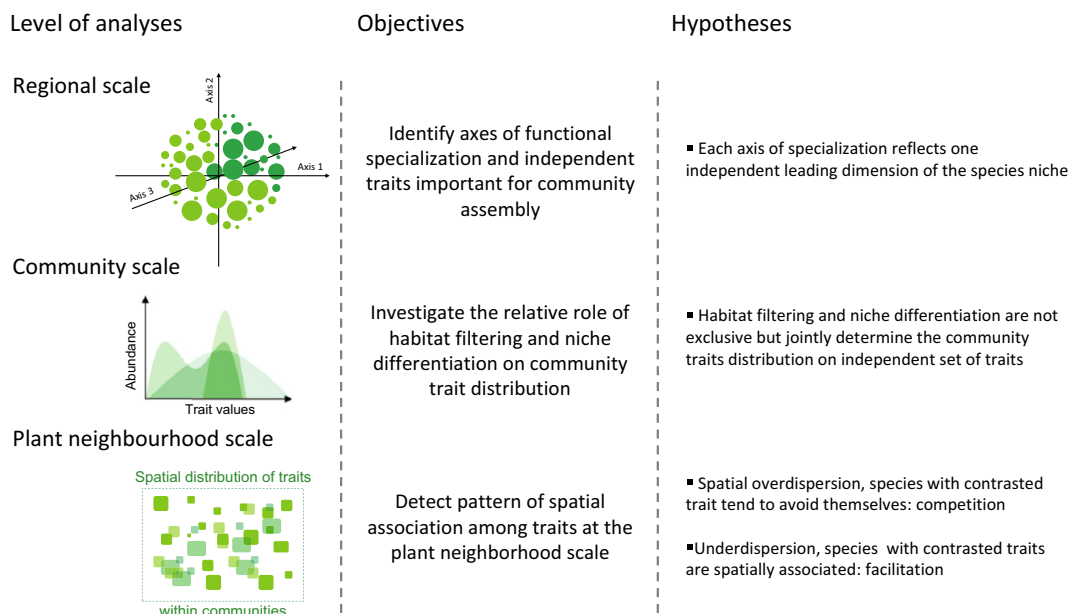 Level of analyses
Objectives
Hypotheses
Regional scale
Axis 2
Axis 1
Axis 3
Identify axes of functional
specialization and independent
traits important for community
assembly
▪ Each axis of specialization reflects one
independent leading dimension of the species niche
Community scale
Abundance
Trait values
Investigate the relative role of
habitat filtering and niche
differentiation on community
trait distribution
▪ Habitat filtering and niche differentiation are not
exclusive but jointly determine the community
traits distribution on independent set of traits
Plant neighbourhood scale
Spatial distribution of traits
within communities
Detect pattern of spatial
association among traits at the
plant neighborhood scale
▪ Spatial overdispersion, species with contrasted
trait tend to avoid themselves: competition
▪Underdispersion, species with contrasted traits
are spatially associated: facilitation